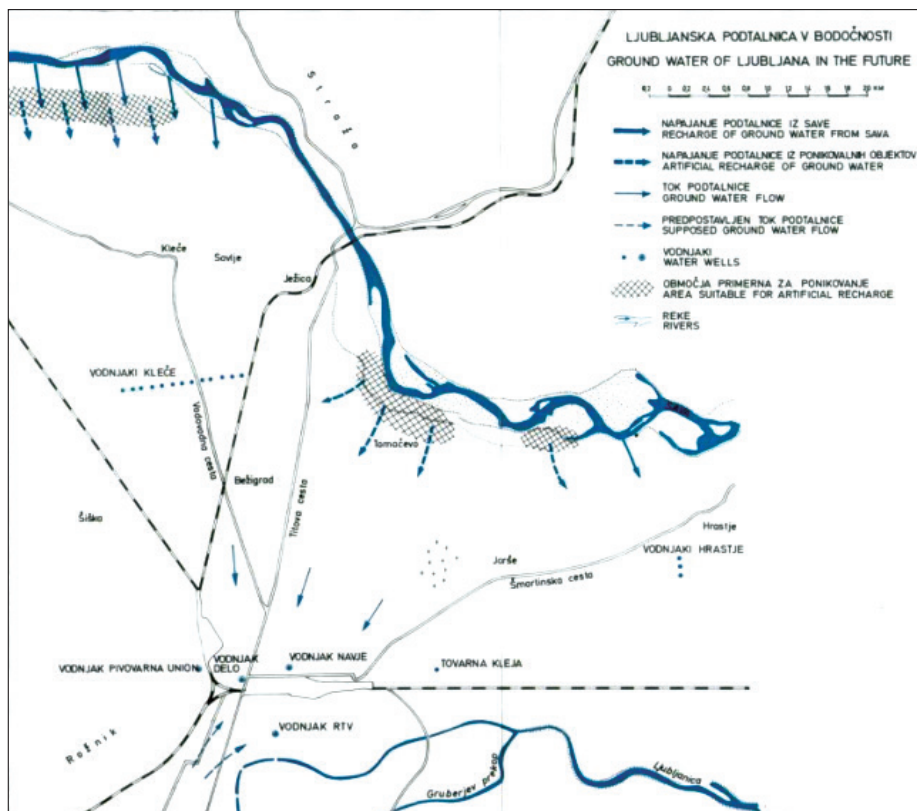 LJUBLJANSKA PODTALNICA V BODOČNOSTI
GROUND WATER OF LJUBLJANA IN THE FUTURE
NAPAJANJE PODTALNICE IZ SAVE
RECHARGE OF GROUND WATER FROM SAVA
NAPAJANJE PODTALNICE IZ PONIKOVALNIH OBJEKTOV
ARTIFICIAL RECHARGE OF GROUND WATER
TOK PODTALNICE
GROUND WATER FLOW
PREDPOSTAVLJEN TOK PODTALNICE
SUPPOSED GROUND WATER FLOW
VODNJAKI
WATER WELLS
OBMOČJA PRIMERNA ZA PONIKOVANJE
AREA SUITABLE FOR ARTIFICIAL RECHARGE
REKE
RIVERS
Kleče
Savlje
Ježica
VODNJAKI KLEČE
Vodovodna cesta
Bežigrad
Titova cesta
Tomačevo
Šiška
Jarše
Šmartinska cesta
Hrastje
VODNJAKI HRASTJE
VODNJAK PIVOVARNA UNION
VODNJAK
DELO
VODNJAK NAVJE
TOVARNA KLEJA
VODNJAK RTV
Rožnik
Gruberjev prekop
Ljubljanica